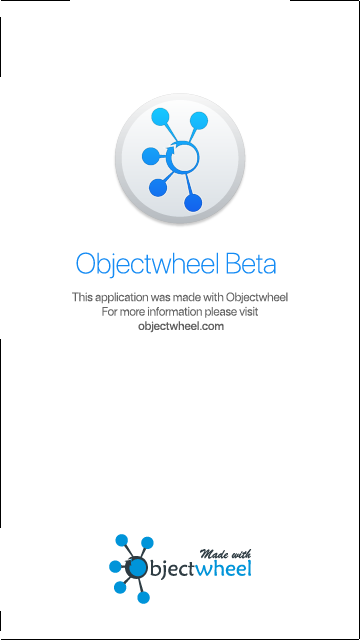 Objectwheel Beta
This application was made with Objectwheel
For more information please visit
objectwheel.com
Made with
Objectwheel